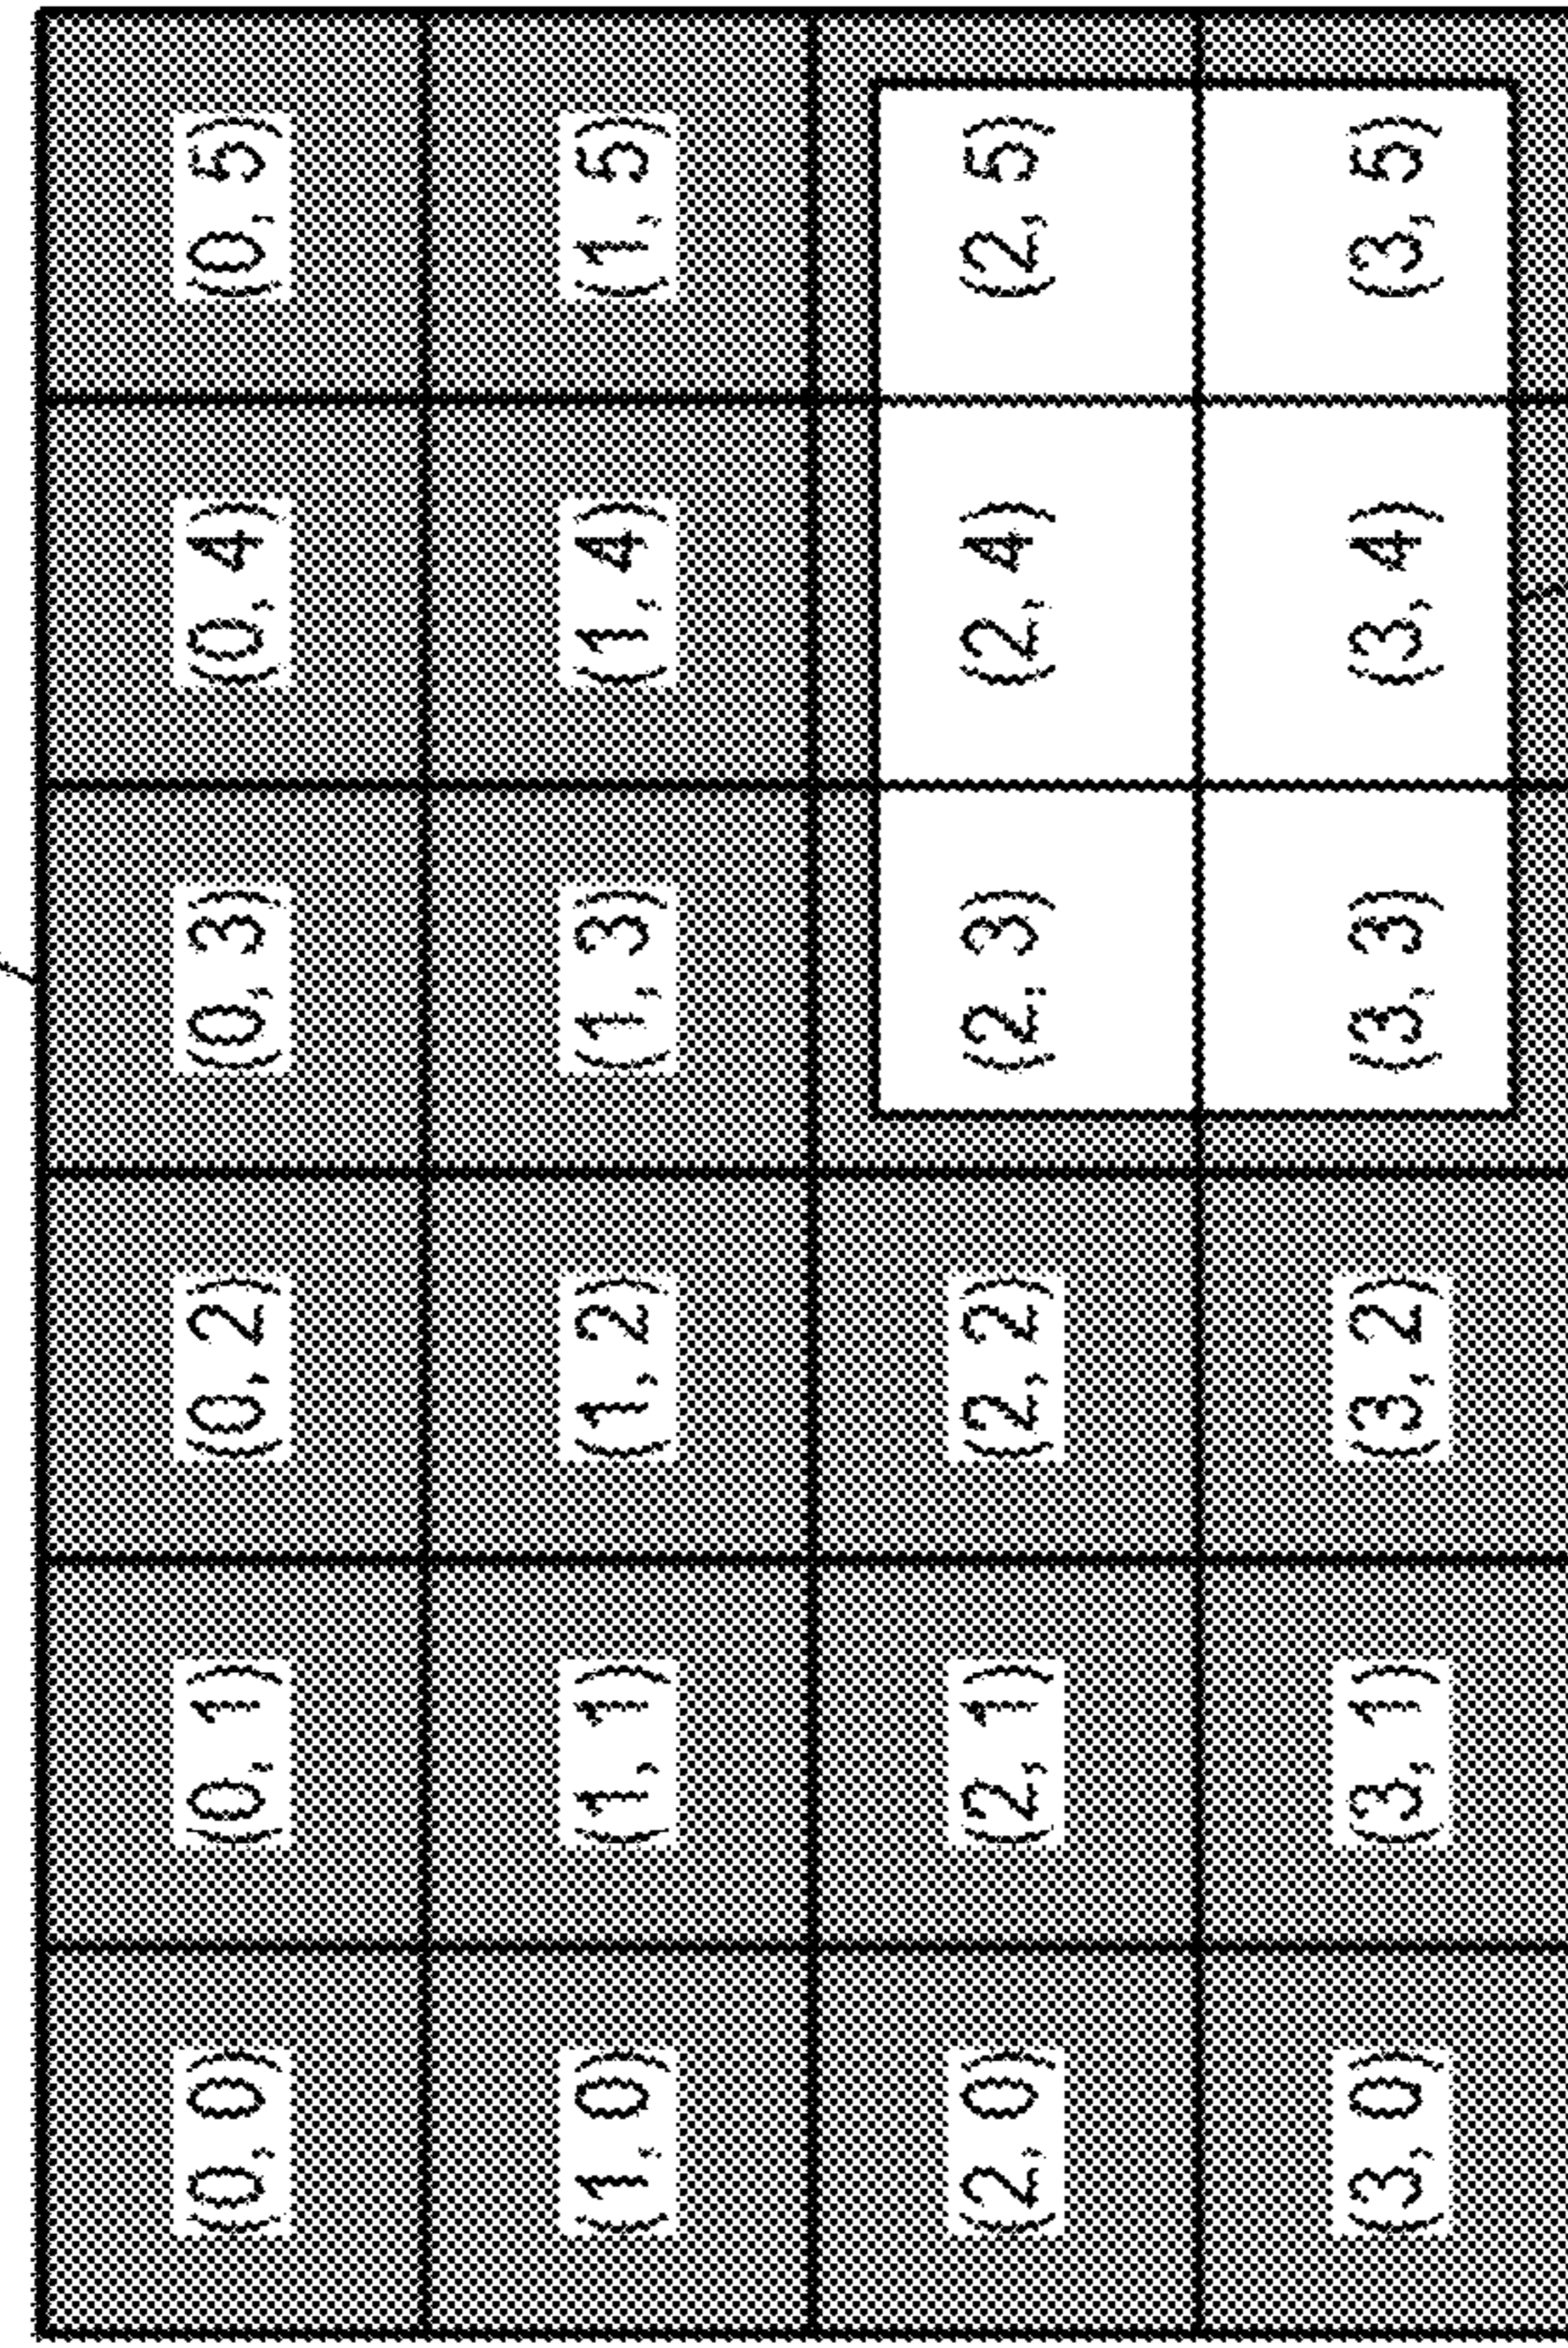 (0, 0) (0, 1) (0, 2) (0, 3) (0, 4) (0, 5)
(1, 0) (1, 1) (1, 2) (1, 3) (1, 4) (1, 5)
(2, 0) (2, 1) (2, 2) (2, 3) (2, 4) (2, 5)
(3, 0) (3, 1) (3, 2) (3, 3) (3, 4) (3, 5)